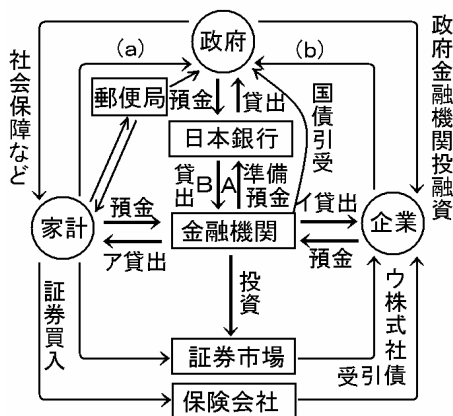 (a)
政府
(b)
社会保障など
郵便局
預金
貸出
国債引受
政府金融機関投融資
日本銀行
貸出
B
A
準備預金
家計
預金
ア貸出
金融機関
イ貸出
預金
企業
投資
証券買入
ウ株式社債
引受
証券市場
保険会社